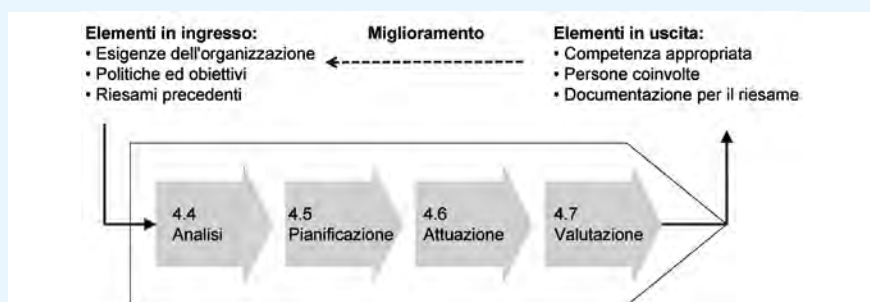 Elementi in ingresso:
• Esigenze dell'organizzazione
• Politiche ed obiettivi
• Riesami precedenti
Miglioramento
Elementi in uscita:
• Competenza appropriata
• Persone coinvolte
• Documentazione per il riesame
4.4
Analisi
4.5
Pianificazione
4.6
Attuazione
4.7
Valutazione